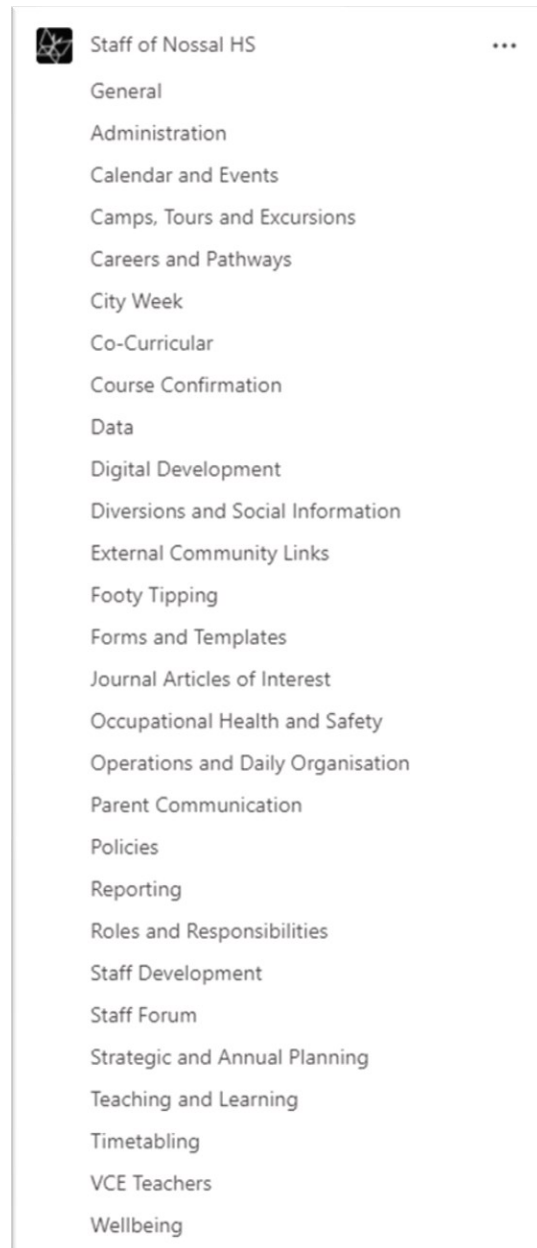 Staff of Nossal HS
General
Administration
Calendar and Events
Camps, Tours and Excursions
Careers and Pathways
City Week
Co-Curricular
Course Confirmation
Data
Digital Development
Diversions and Social Information
External Community Links
Footy Tipping
Forms and Templates
Journal Articles of Interest
Occupational Health and Safety
Operations and Daily Organisation
Parent Communication
Policies
Reporting
Roles and Responsibilities
Staff Development
Staff Forum
Strategic and Annual Planning
Teaching and Learning
Timetabling
VCE Teachers
Wellbeing